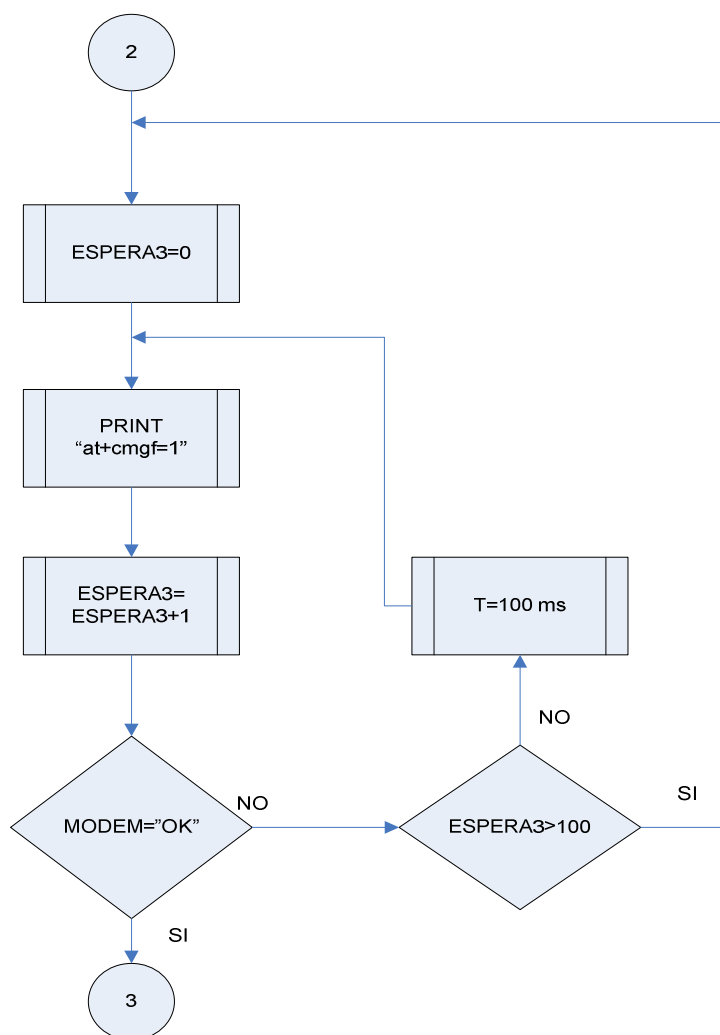 2
ESPERA3=0
PRINT
“at+cmgf=1”
ESPERA3=
ESPERA3+1
T=100 ms
NO
MODEM=”OK”
NO
ESPERA3>100
SI
SI
3